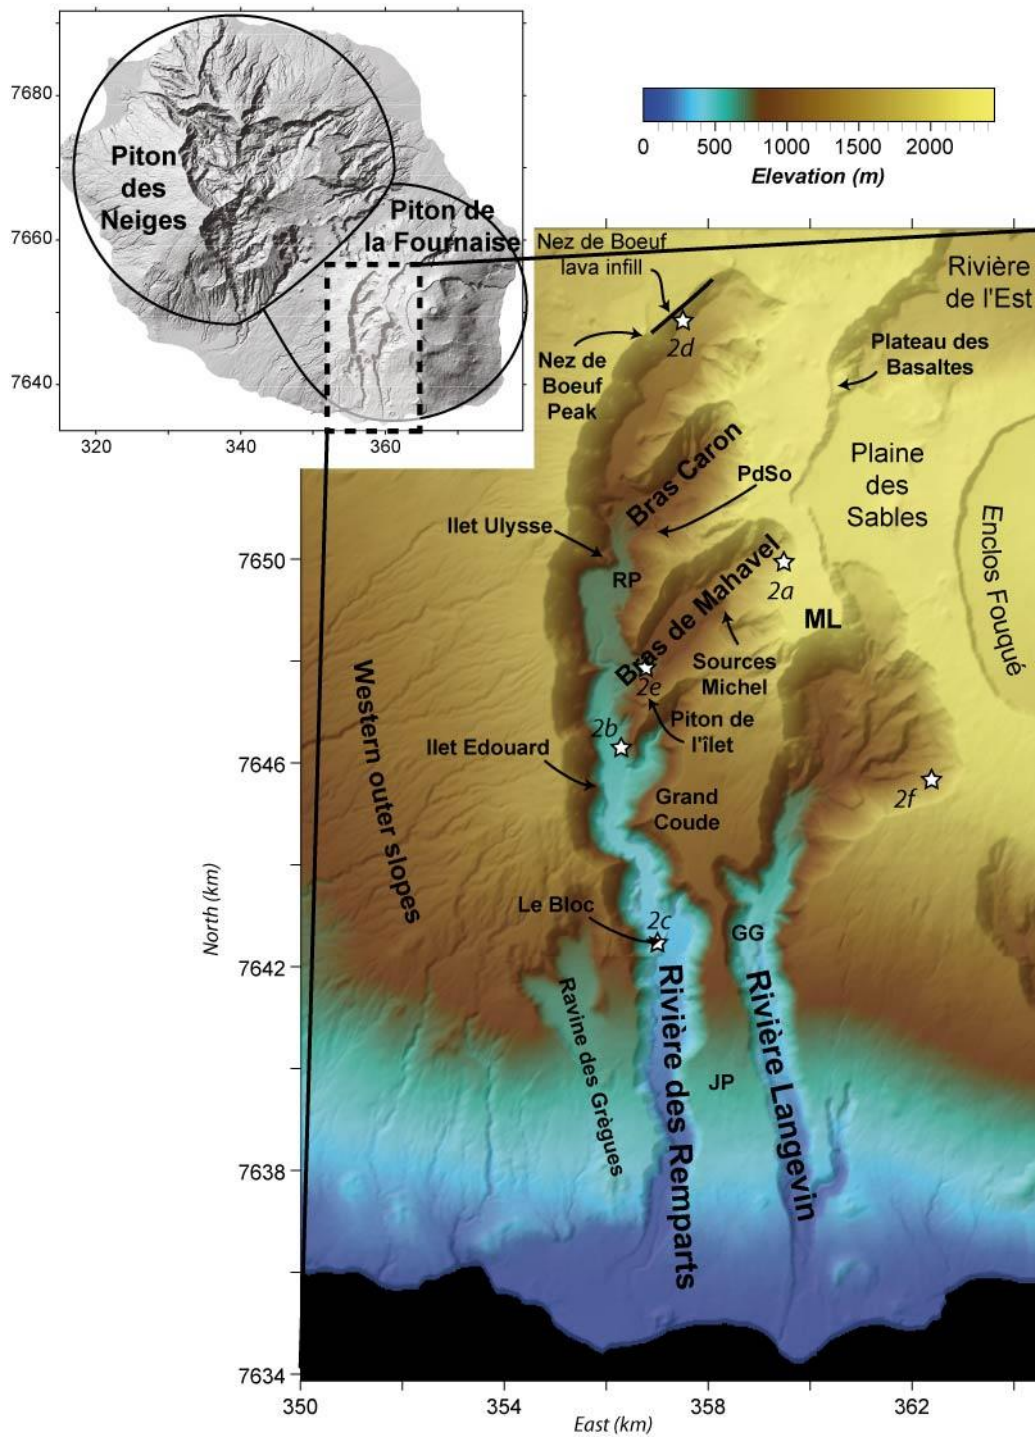 7680
7660
7640
320
340
360
Piton
des
Neiges
Piton de
la Fournaise
0
500
1000
1500
2000
Elevation (m)
Nez de Boeuf
lava infill
Rivière
de l'Est
2d
Nez de
Boeuf
Peak
Plateau des
Basaltes
Bras Caron
PdSo
Plaine
des
Sables
Ilet Ulysse
Enclos Fouqué
7650
RP
Bras de Mahavel
2a
ML
Sources
Michel
2e
Western outer slopes
2b
Piton de
l'îlet
Ilet Edouard
7646
Grand
Coude
2f
North (km)
Le Bloc
2c
GG
7642
Ravine des Grègues
Rivière des Remparts
Rivière Langevin
JP
7638
7634
350
354
358
362
East (km)